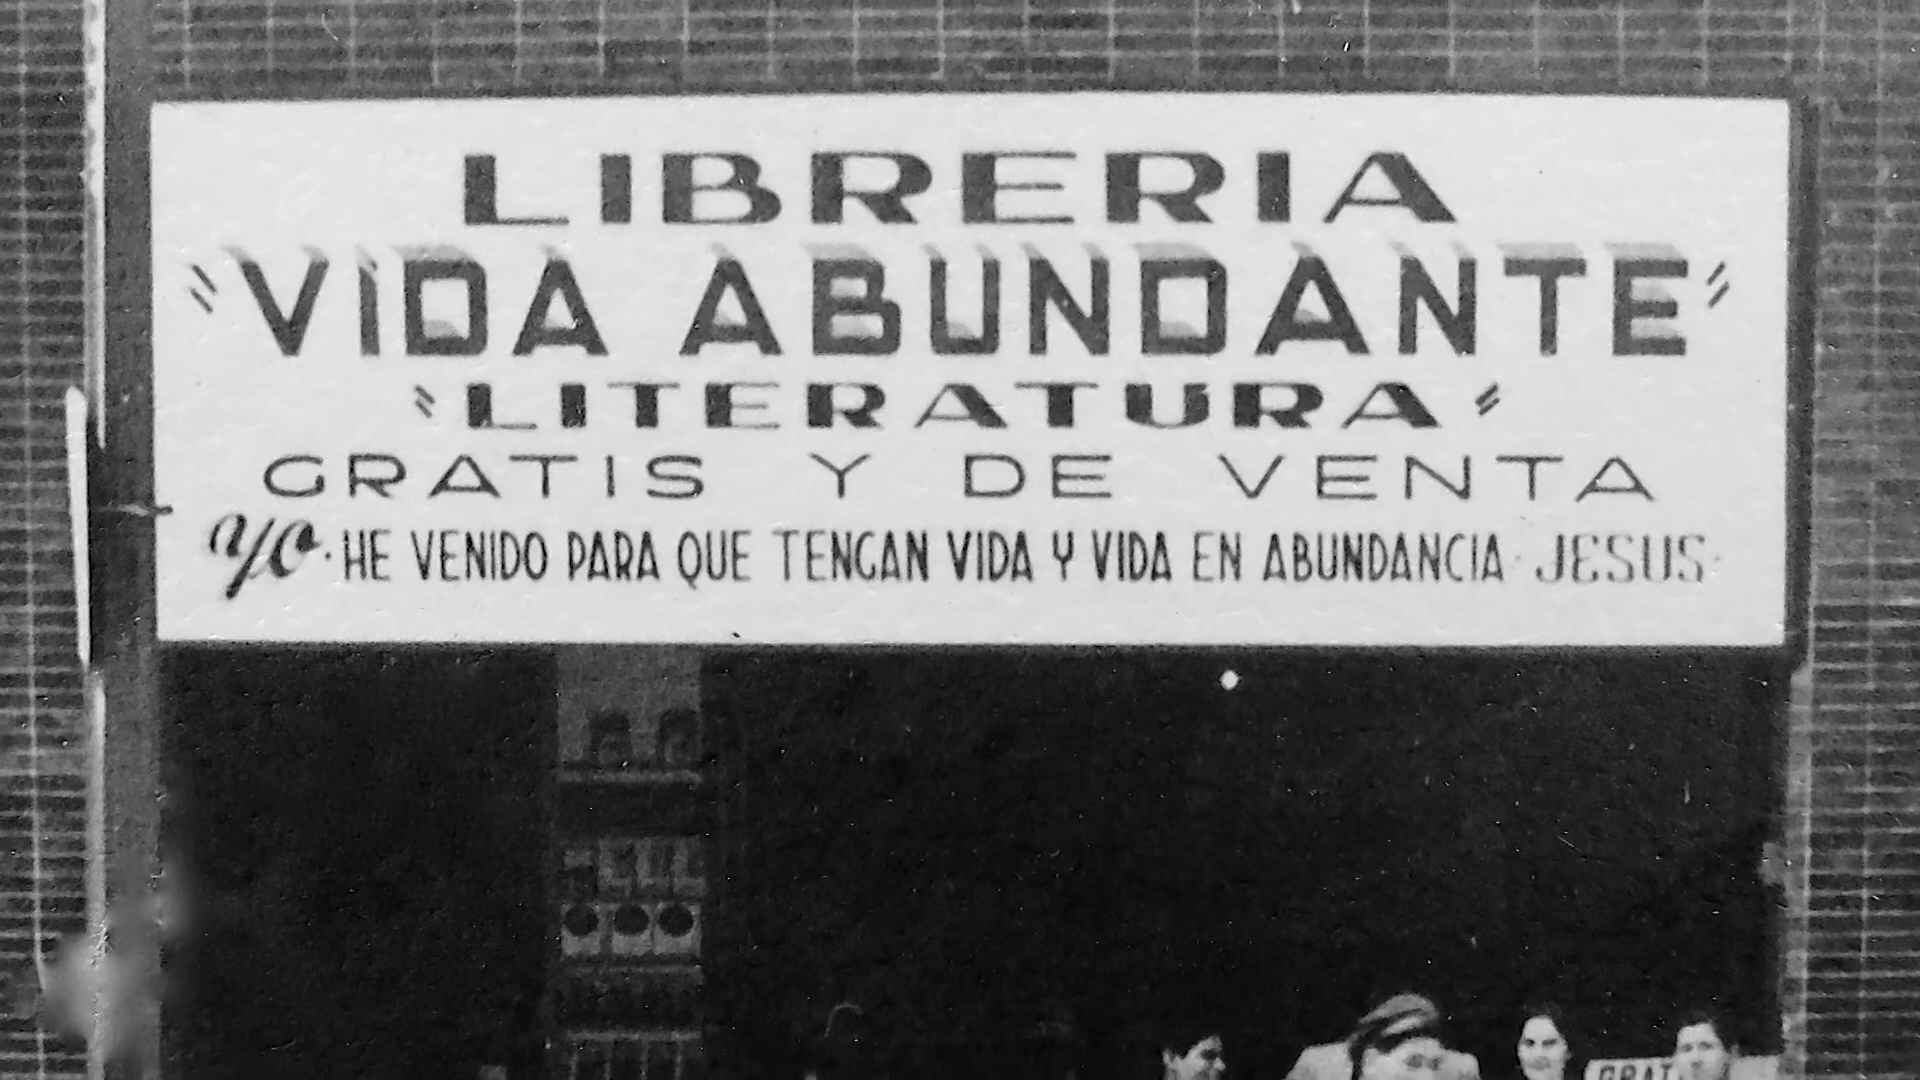 LIBRERIA
"VIDA ABUNDANTE"
"LITERATURA"
GRATIS Y DE VENTA
YO·HE VENIDO PARA QUE TENGAN VIDA Y VIDA EN ABUNDANCIA·JESUS·